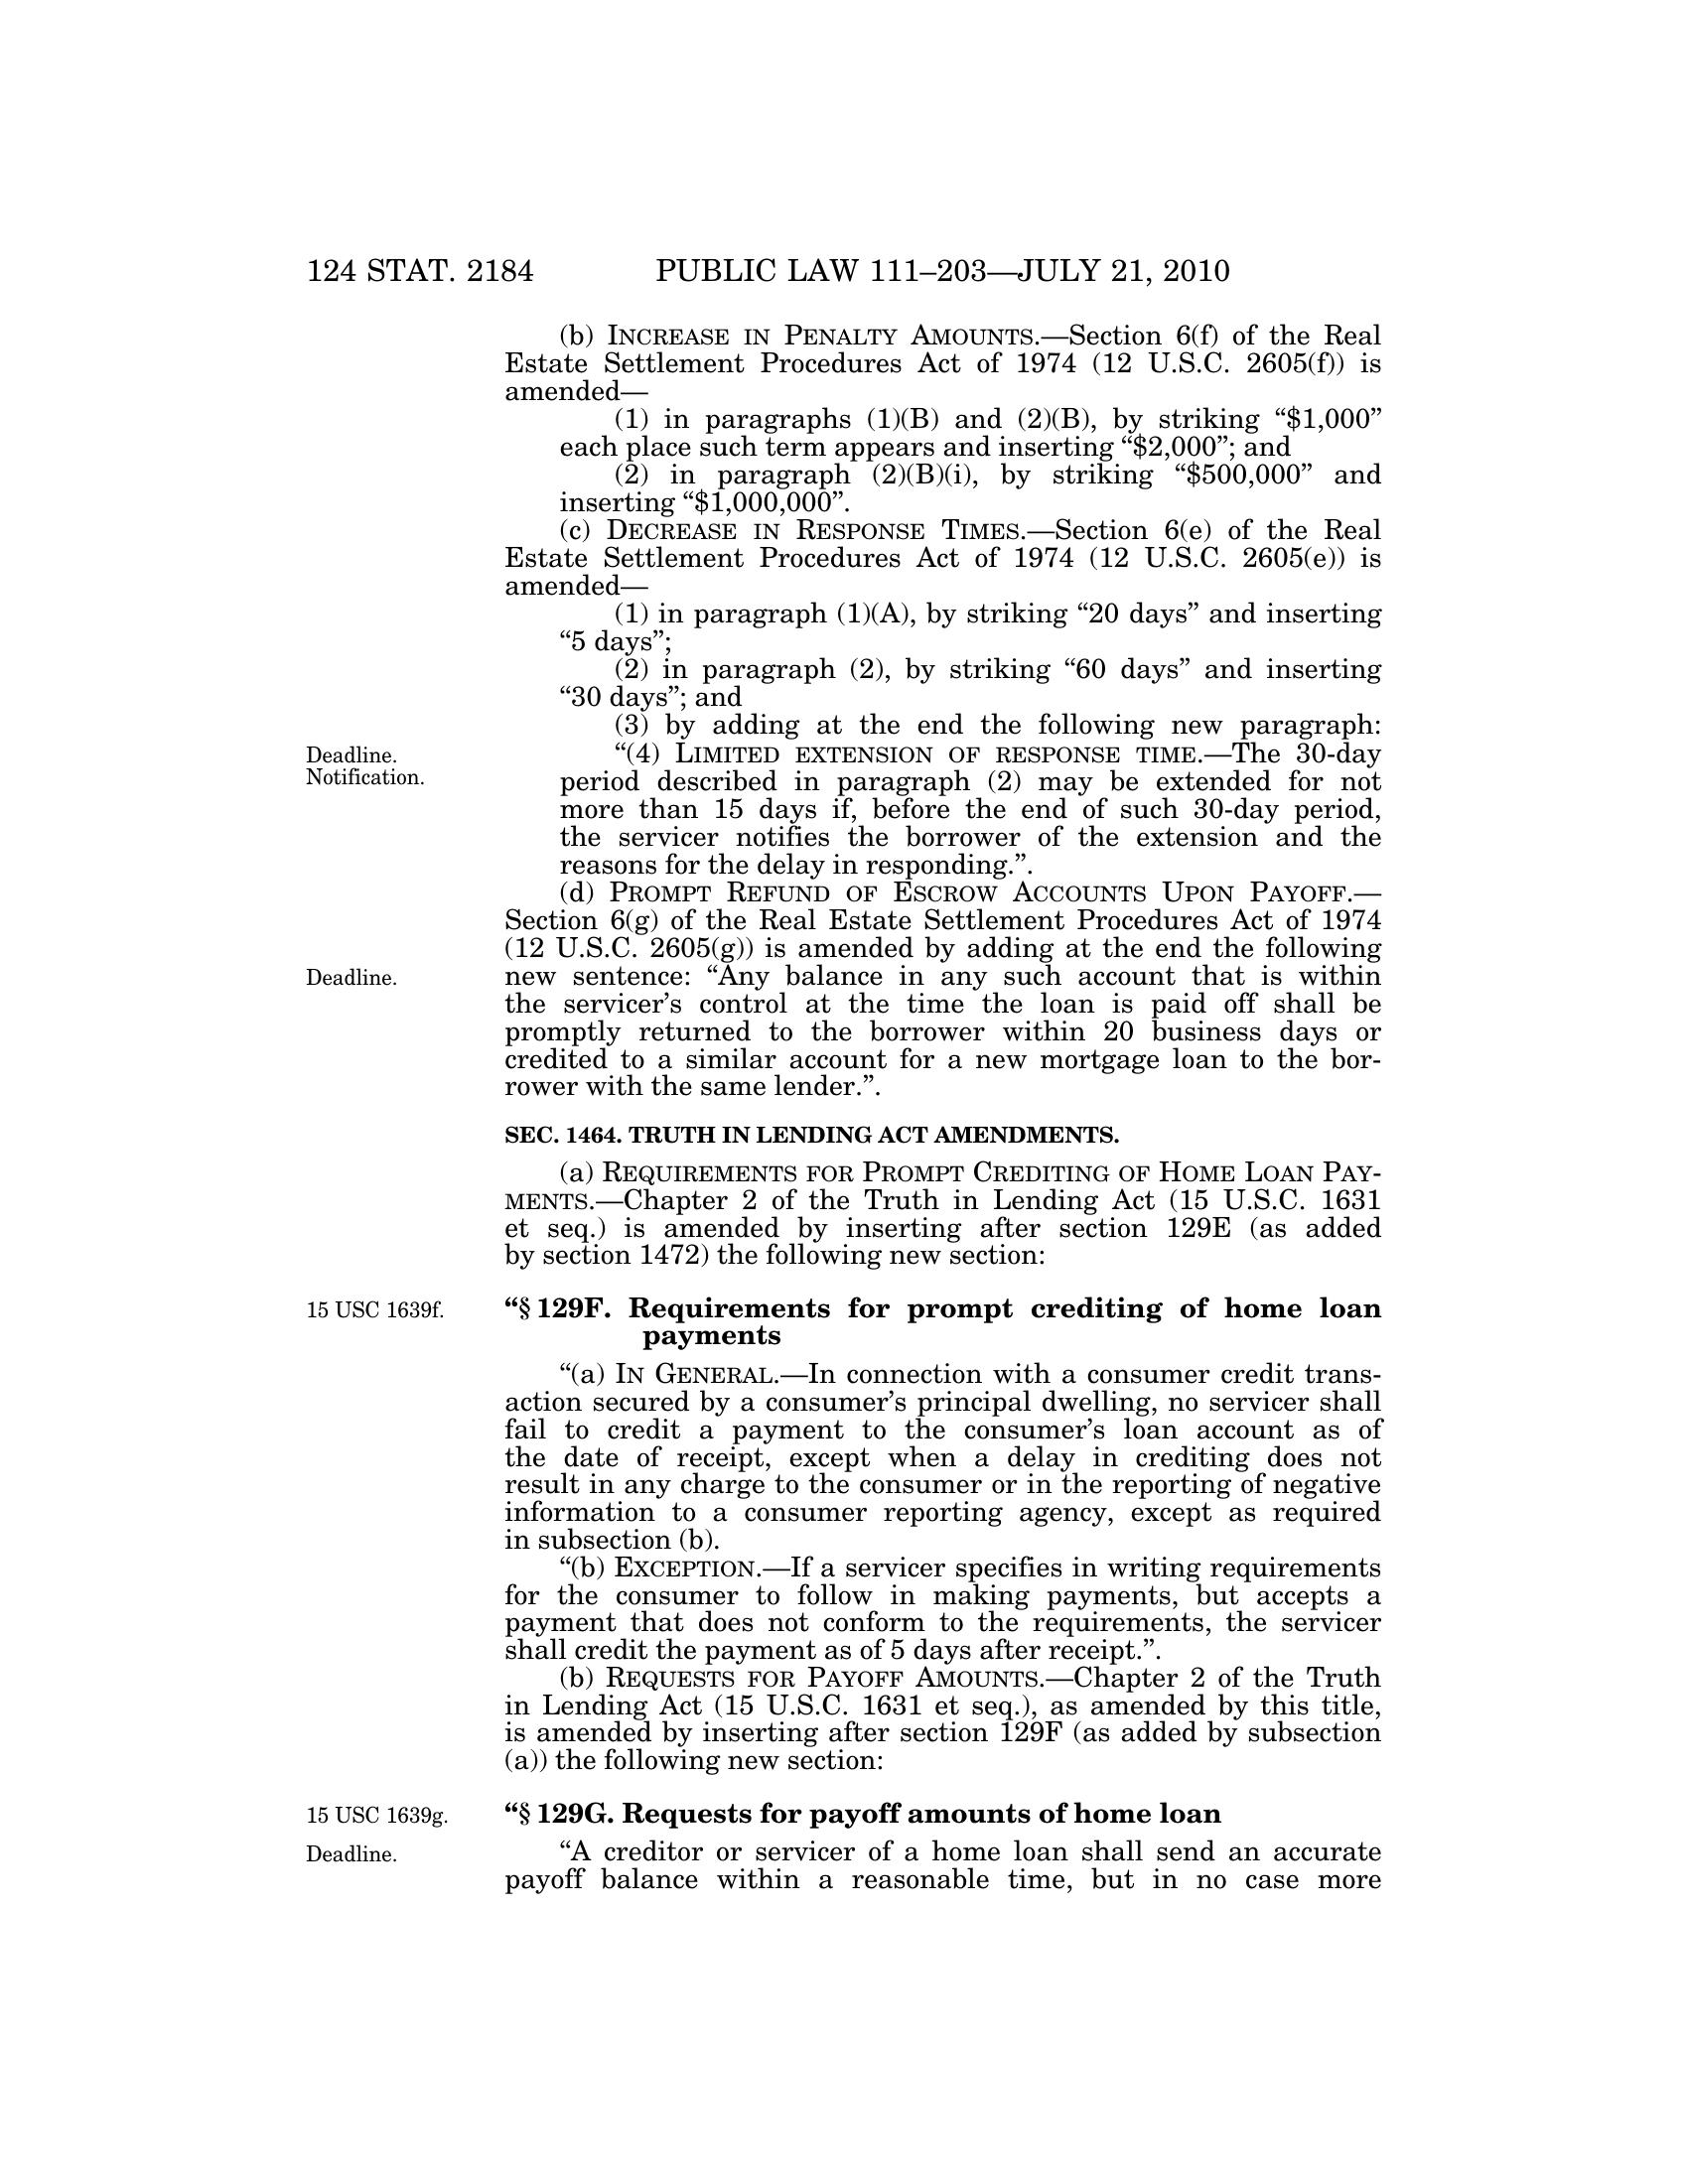 124 STAT. 2184 PUBLIC LAW 111–203—JULY 21, 2010
(b) INCREASE IN PENALTY AMOUNTS.—Section 6(f) of the Real
Estate Settlement Procedures Act of 1974 (12 U.S.C. 2605(f)) is
amended—
(1) in paragraphs (1)(B) and (2)(B), by striking “$1,000”
each place such term appears and inserting “$2,000”; and
(2) in paragraph (2)(B)(i), by striking “$500,000” and
inserting “$1,000,000”.
(c) DECREASE IN RESPONSE TIMES.—Section 6(e) of the Real
Estate Settlement Procedures Act of 1974 (12 U.S.C. 2605(e)) is
amended—
(1) in paragraph (1)(A), by striking “20 days” and inserting
“5 days”;
(2) in paragraph (2), by striking “60 days” and inserting
“30 days”; and
(3) by adding at the end the following new paragraph:
Deadline.
Notification.
“(4) LIMITED EXTENSION OF RESPONSE TIME.—The 30-day
period described in paragraph (2) may be extended for not
more than 15 days if, before the end of such 30-day period,
the servicer notifies the borrower of the extension and the
reasons for the delay in responding.”.
(d) PROMPT REFUND OF ESCROW ACCOUNTS UPON PAYOFF.—
Section 6(g) of the Real Estate Settlement Procedures Act of 1974
(12 U.S.C. 2605(g)) is amended by adding at the end the following
Deadline.
new sentence: “Any balance in any such account that is within
the servicer’s control at the time the loan is paid off shall be
promptly returned to the borrower within 20 business days or
credited to a similar account for a new mortgage loan to the bor-
rower with the same lender.”.
SEC. 1464. TRUTH IN LENDING ACT AMENDMENTS.
(a) REQUIREMENTS FOR PROMPT CREDITING OF HOME LOAN PAY-
MENTS.—Chapter 2 of the Truth in Lending Act (15 U.S.C. 1631
et seq.) is amended by inserting after section 129E (as added
by section 1472) the following new section:
15 USC 1639f.
“§ 129F. Requirements for prompt crediting of home loan
payments
“(a) IN GENERAL.—In connection with a consumer credit trans-
action secured by a consumer’s principal dwelling, no servicer shall
fail to credit a payment to the consumer’s loan account as of
the date of receipt, except when a delay in crediting does not
result in any charge to the consumer or in the reporting of negative
information to a consumer reporting agency, except as required
in subsection (b).
“(b) EXCEPTION.—If a servicer specifies in writing requirements
for the consumer to follow in making payments, but accepts a
payment that does not conform to the requirements, the servicer
shall credit the payment as of 5 days after receipt.”.
(b) REQUESTS FOR PAYOFF AMOUNTS.—Chapter 2 of the Truth
in Lending Act (15 U.S.C. 1631 et seq.), as amended by this title,
is amended by inserting after section 129F (as added by subsection
(a)) the following new section:
15 USC 1639g.
“§ 129G. Requests for payoff amounts of home loan
Deadline.
“A creditor or servicer of a home loan shall send an accurate
payoff balance within a reasonable time, but in no case more